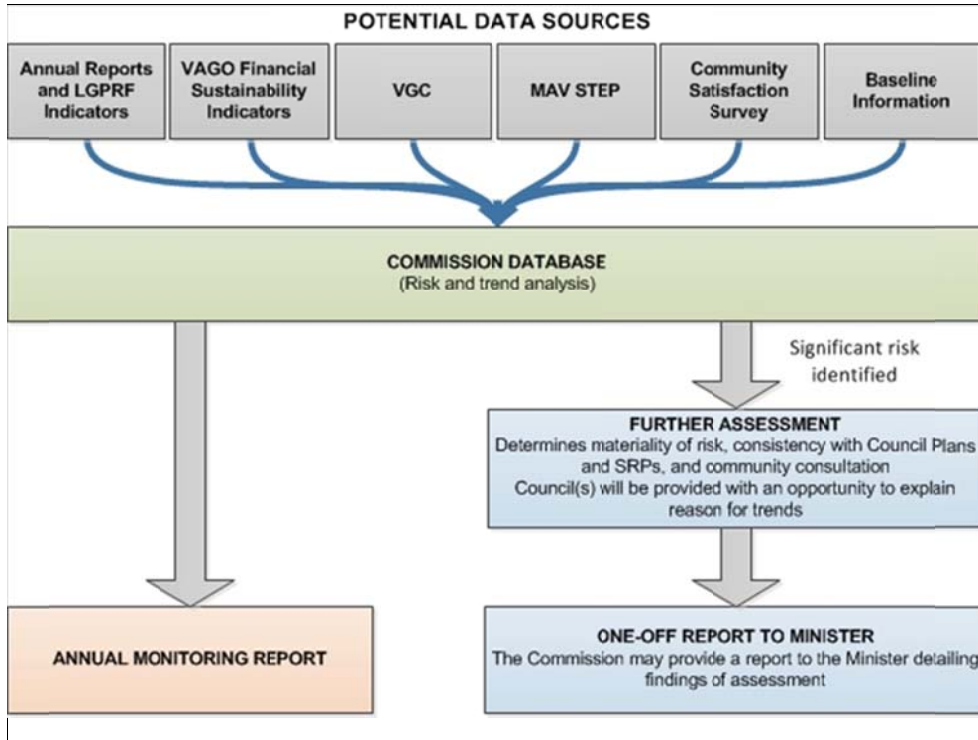 POTENTIAL DATA SOURCES
Annual Reports
and LGPRF
Indicators
VAGO Financial
Sustainability
Indicators
VGC
MAV STEP
Community
Satisfaction
Survey
Baseline
Information
COMMISSION DATABASE
(Risk and trend analysis)
Significant risk
identified
FURTHER ASSESSMENT
Determines materiality of risk, consistency with Council Plans
and SRPs, and community consultation
Council(s) will be provided with an opportunity to explain
reason for trends
ANNUAL MONITORING REPORT
ONE-OFF REPORT TO MINISTER
The Commission may provide a report to the Minister detailing
findings of assessment